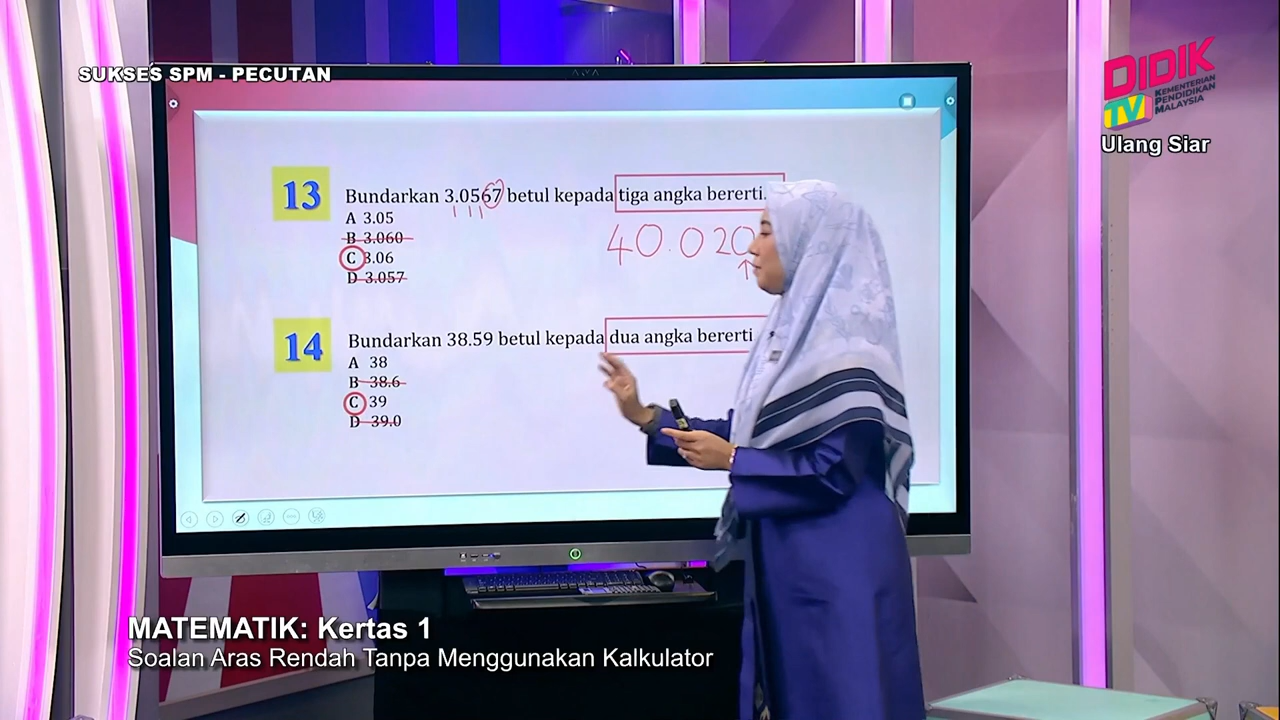 SUKSES SPM - PECUTAN
DIDIK
TV
KEMENTERIAN
PENDIDIKAN
MALAYSIA
Ulang Siar
13
Bundarkan 3.0567 betul kepada tiga angka bererti.
A 3.05
B 3.060
C 3.06
D 3.057
40.020
14
Bundarkan 38.59 betul kepada dua angka bererti
A 38
B 38.6
C 39
D 39.0
MATEMATIK: Kertas 1
Soalan Aras Rendah Tanpa Menggunakan Kalkulator